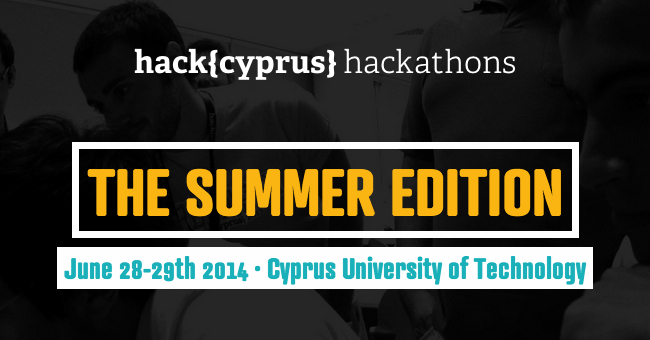 hack{cyprus} hackathons
THE SUMMER EDITION
June 28-29th 2014 · Cyprus University of Technology